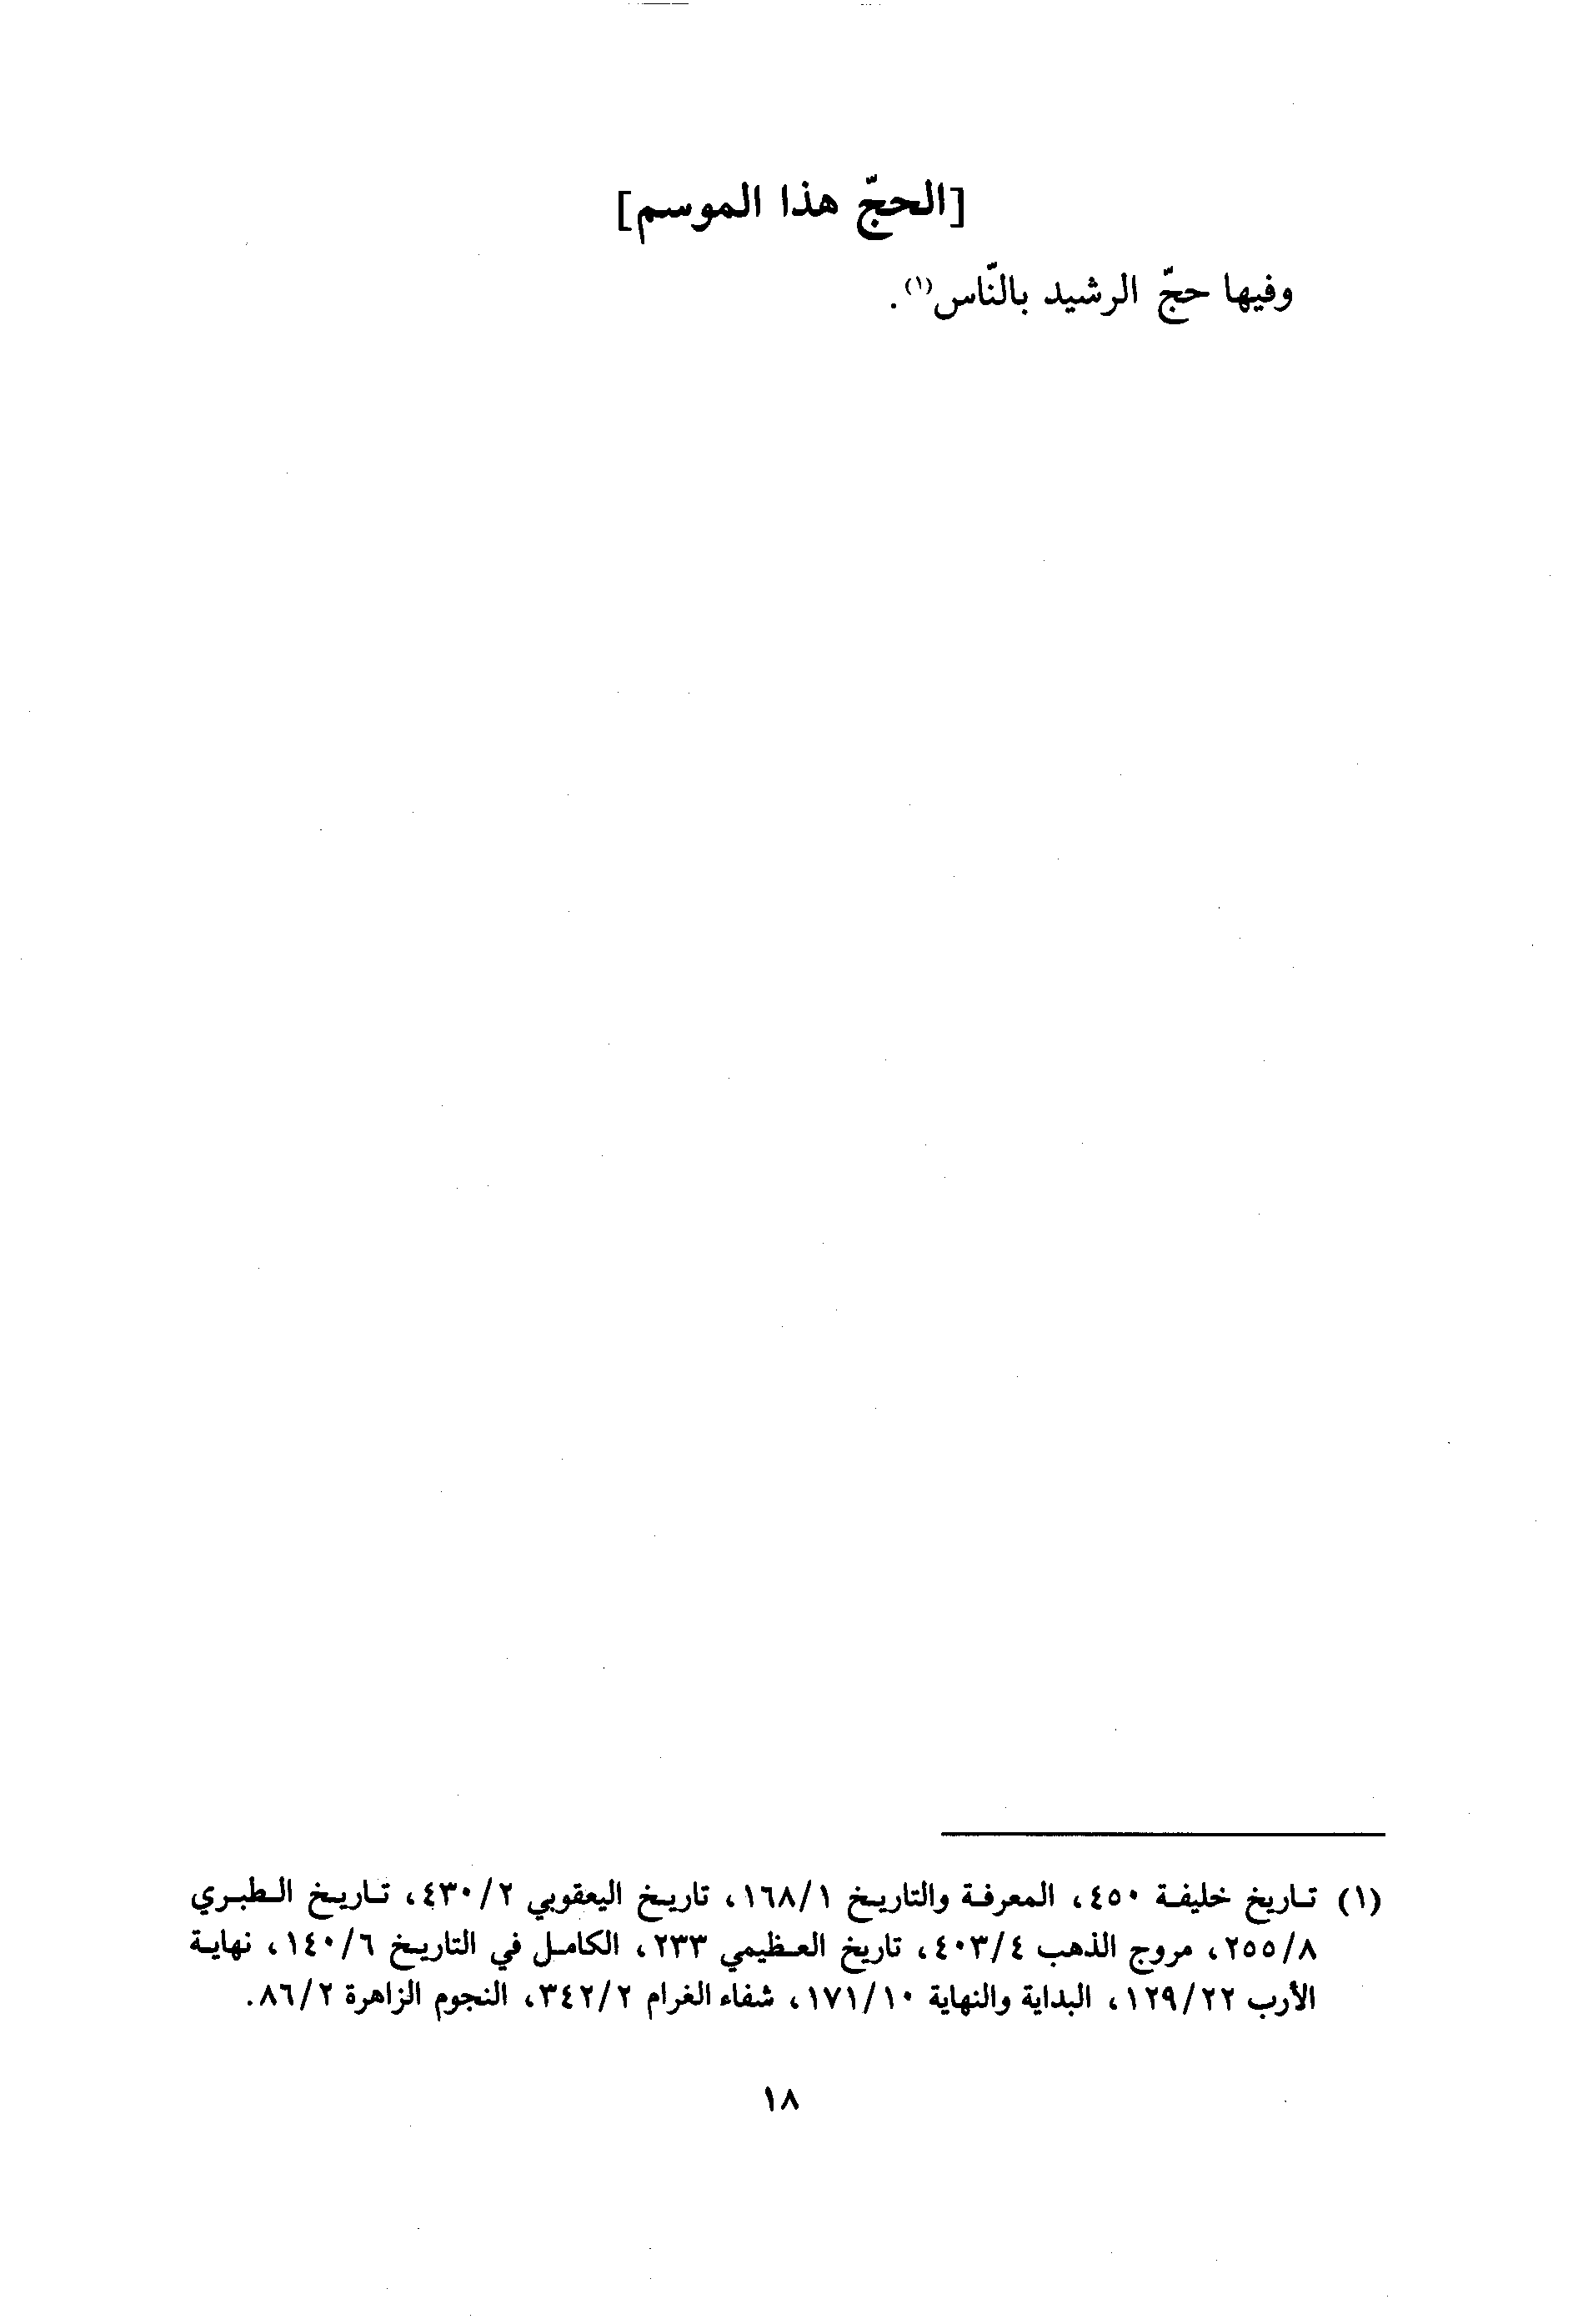 [الحجّ هذا الموسم]
وفيها حجّ الرشيد بالنّاس(١).
(١) تاريخ خليفة ٤٥٠، المعرفة والتاريخ ١/١٦٨، تاريخ اليعقوبي ٢/٤٣٠، تاريخ الطبري
٨/٢٥٥، مروج الذهب ٤/٤٠٣، تاريخ العظيمي ٢٣٣، الكامل في التاريخ ٦/١٤٠، نهاية
الأرب ٢٢/١٢٩، البداية والنهاية ١٠/١٧١، شفاء الغرام ٢/٣٤٢، النجوم الزاهرة ٢/٨٦.
١٨